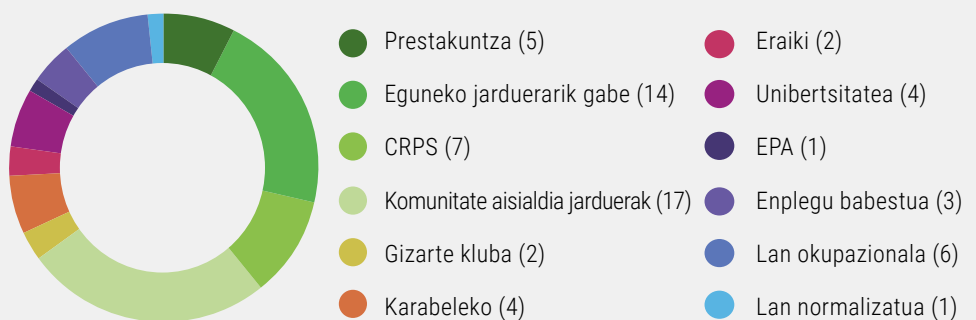 Prestakuntza (5)
Eguneko jarduerarik gabe (14)
CRPS (7)
Komunitate aisialdia jarduerak (17)
Gizarte kluba (2)
Karabeleko (4)
Eraiki (2)
Unibertsitatea (4)
EPA (1)
Enplegu babestua (3)
Lan okupazionala (6)
Lan normalizatua (1)